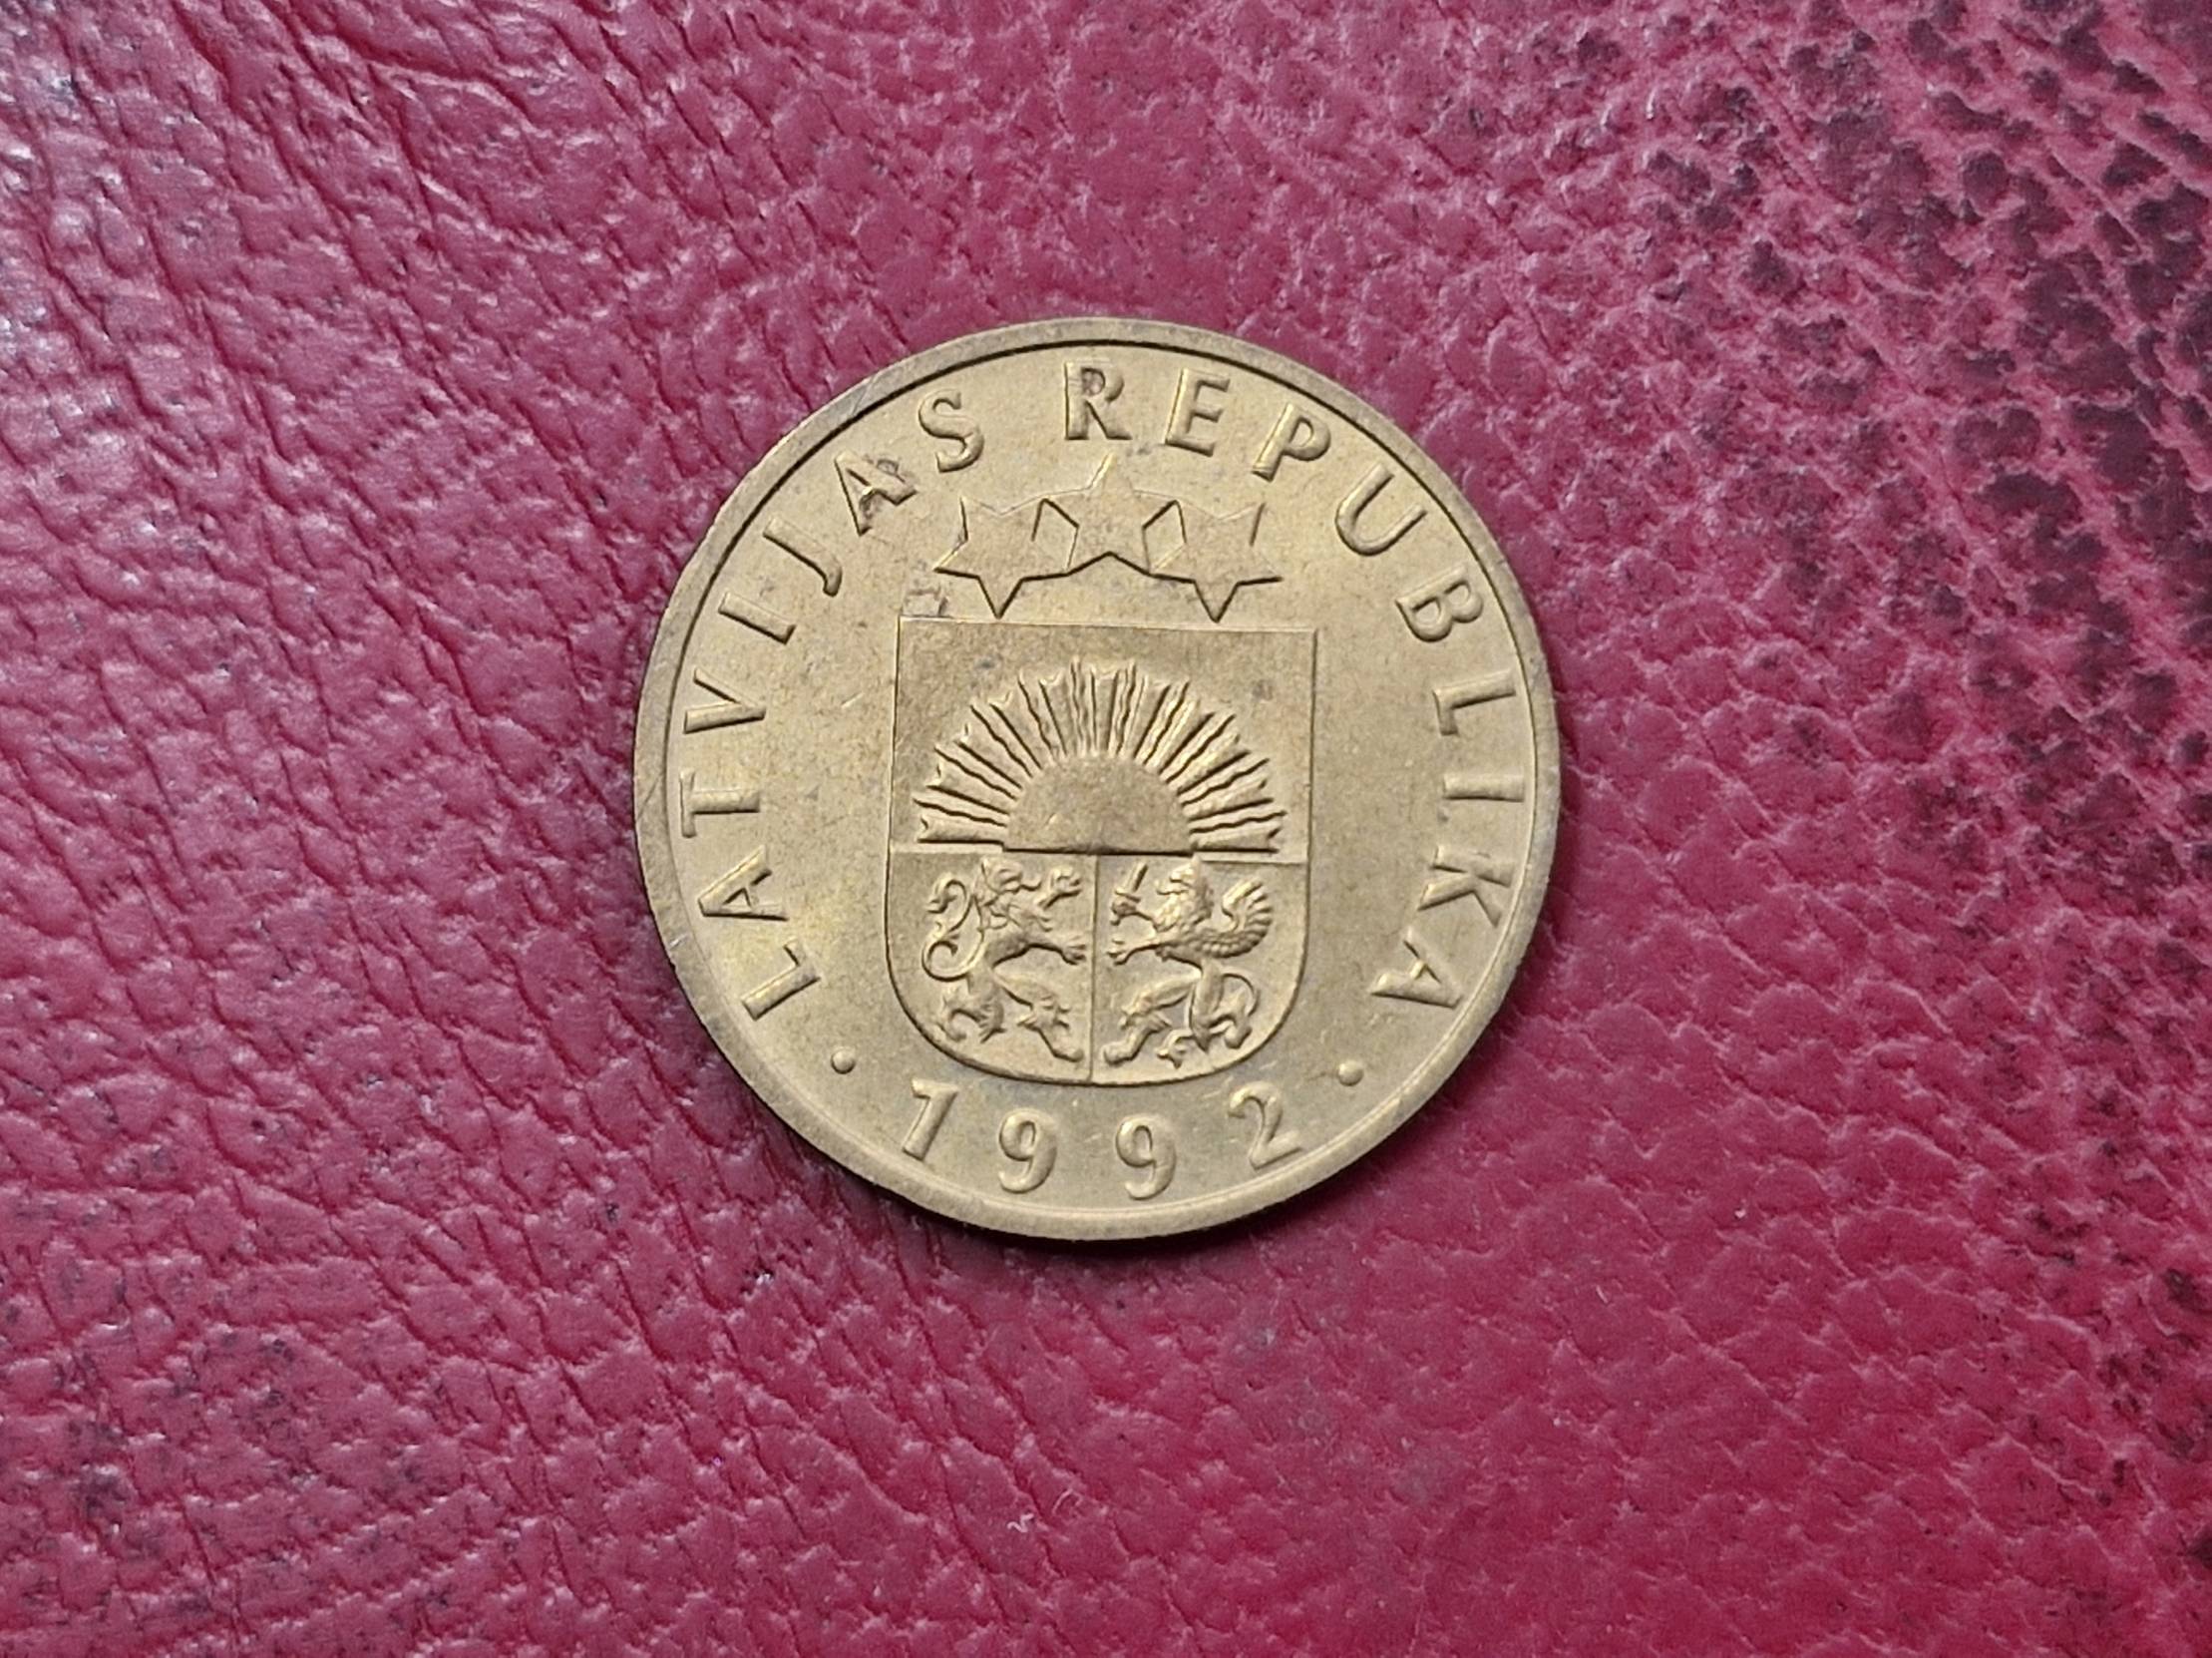 LATVIJAS REPUBLIKA
· 1992 ·